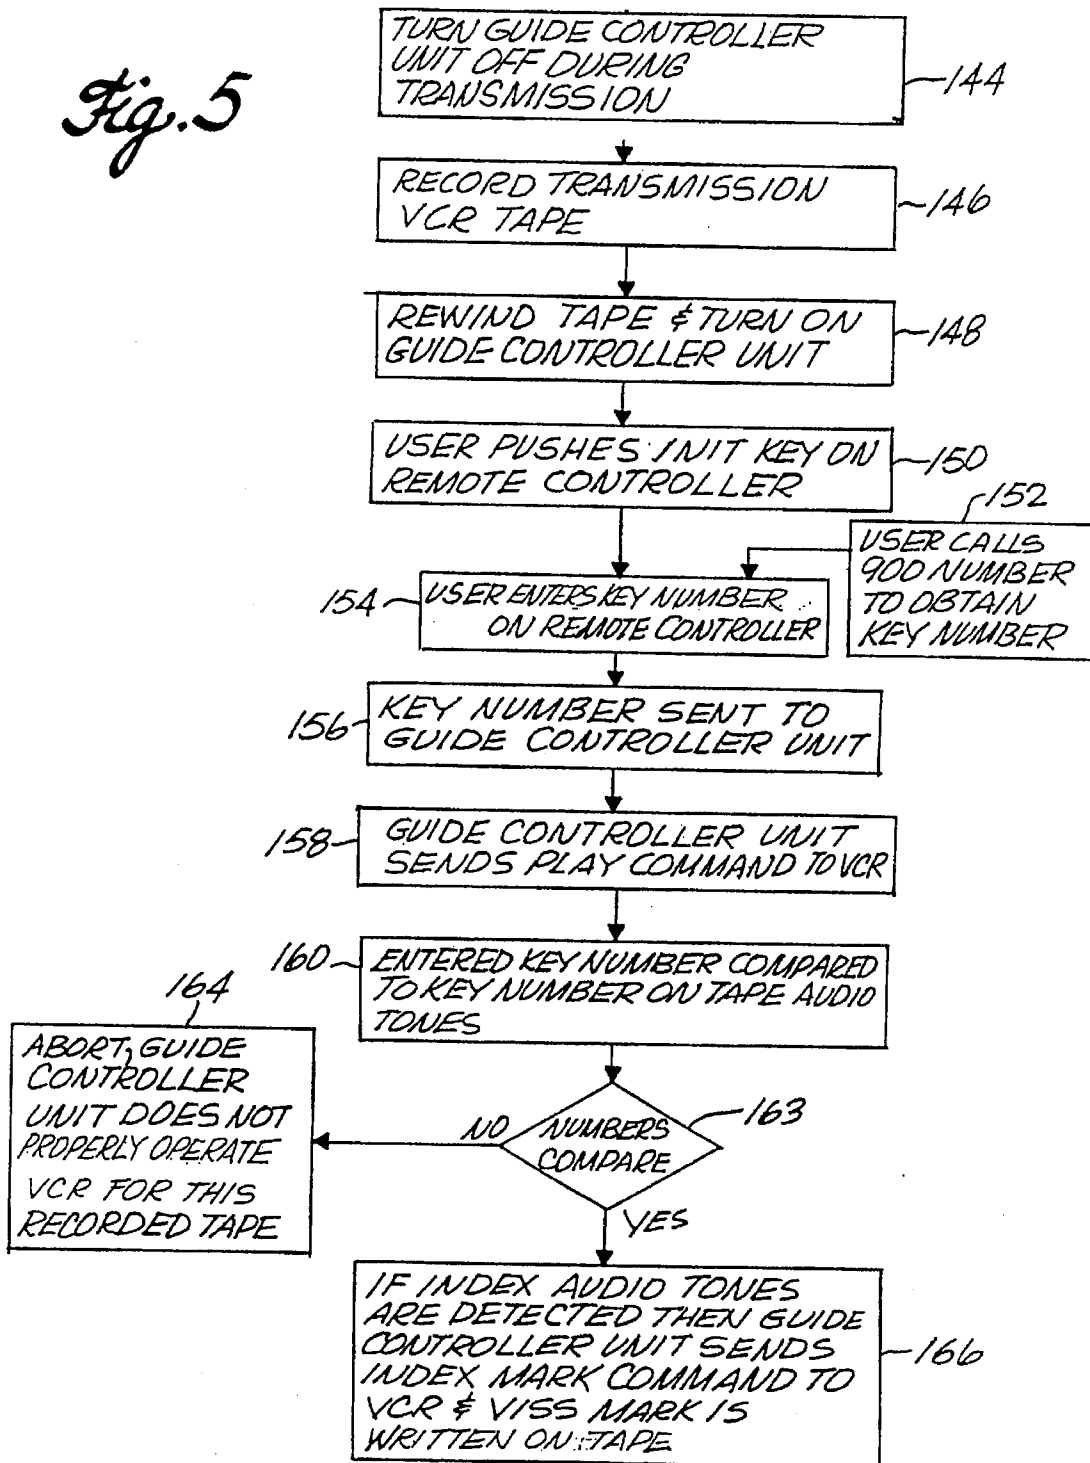 Fig. 5
TURN GUIDE CONTROLLER
UNIT OFF DURING
TRANSMISSION
144
RECORD TRANSMISSION
VCR TAPE
146
REWIND TAPE & TURN ON
GUIDE CONTROLLER UNIT
148
USER PUSHES INIT KEY ON
REMOTE CONTROLLER
150
152
USER CALLS
900 NUMBER
TO OBTAIN
KEY NUMBER
154
USER ENTERS KEY NUMBER
ON REMOTE CONTROLLER
156
KEY NUMBER SENT TO
GUIDE CONTROLLER UNIT
158
GUIDE CONTROLLER UNIT
SENDS PLAY COMMAND TO VCR
160
ENTERED KEY NUMBER COMPARED
TO KEY NUMBER ON TAPE AUDIO
TONES
164
ABORT, GUIDE
CONTROLLER
UNIT DOES NOT
PROPERLY OPERATE
VCR FOR THIS
RECORDED TAPE
NO
NUMBERS
COMPARE
163
YES
IF INDEX AUDIO TONES
ARE DETECTED THEN GUIDE
CONTROLLER UNIT SENDS
INDEX MARK COMMAND TO
VCR & VISS MARK IS
WRITTEN ON TAPE
166